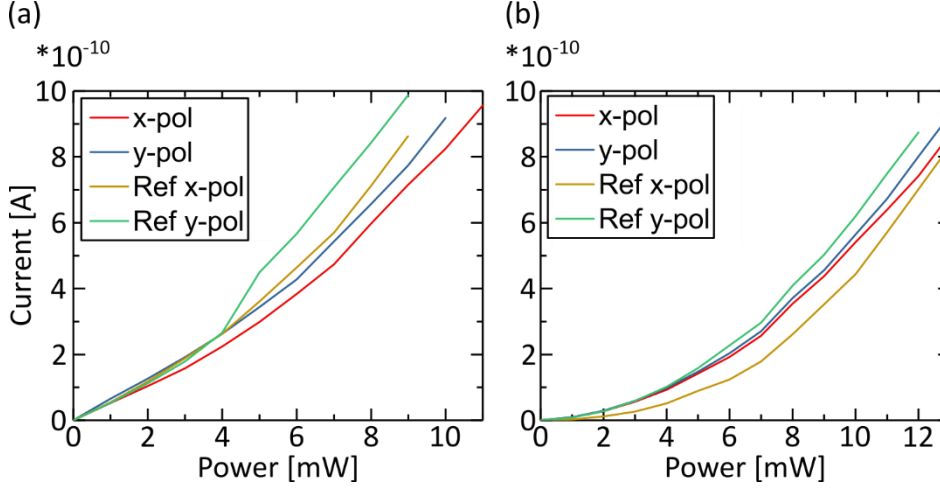 (a)
*10⁻¹⁰
Current [A]
10
8
6
4
2
0
x-pol
y-pol
Ref x-pol
Ref y-pol
0 2 4 6 8 10
Power [mW]
(b)
*10⁻¹⁰
10
8
6
4
2
0
x-pol
y-pol
Ref x-pol
Ref y-pol
0 2 4 6 8 10 12
Power [mW]